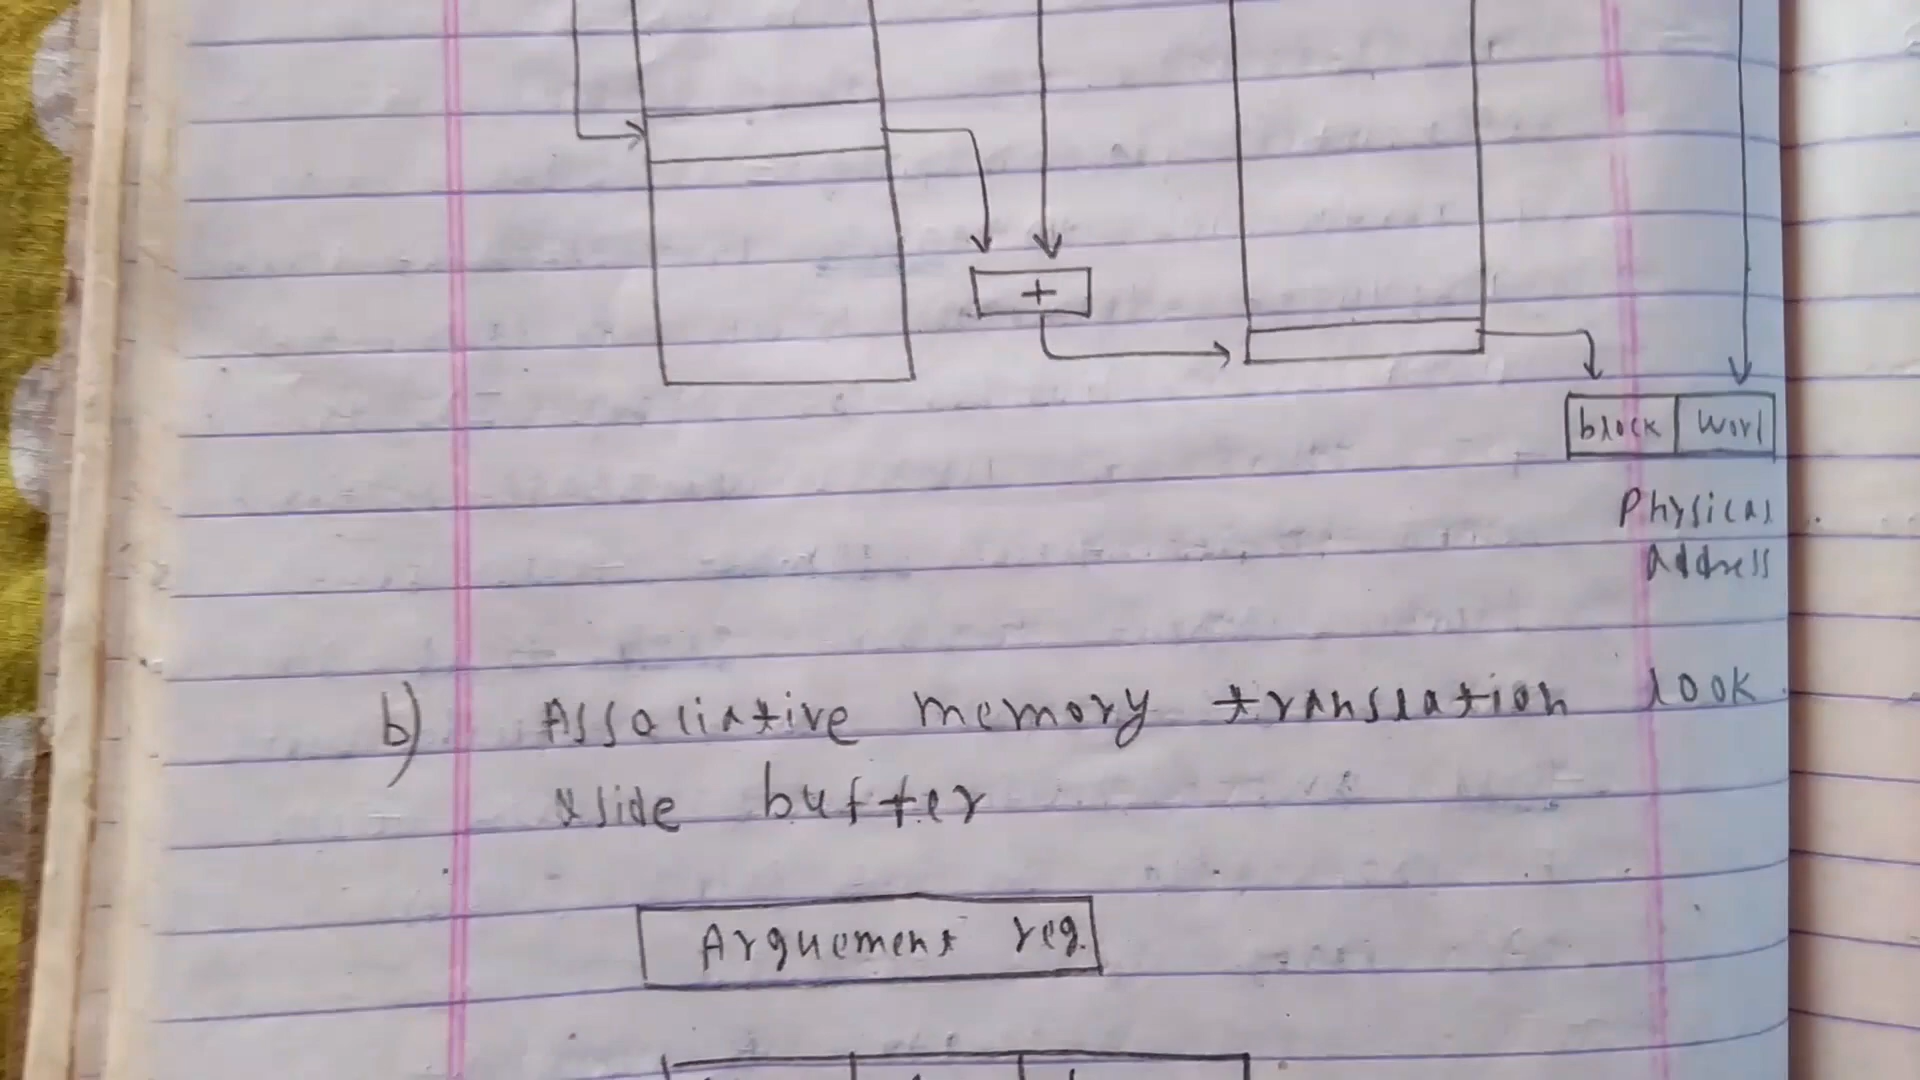 +
block word
Physical
address
b) Associative memory translation look
aside buffer
Arguement reg.